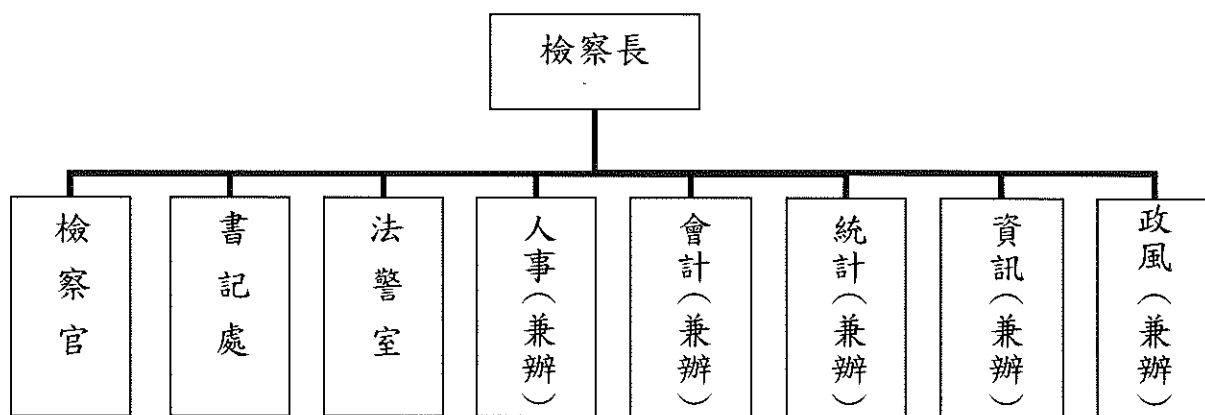 檢察長
檢察官
書記處
法警室
人事（兼辦）
會計（兼辦）
統計（兼辦）
資訊（兼辦）
政風（兼辦）